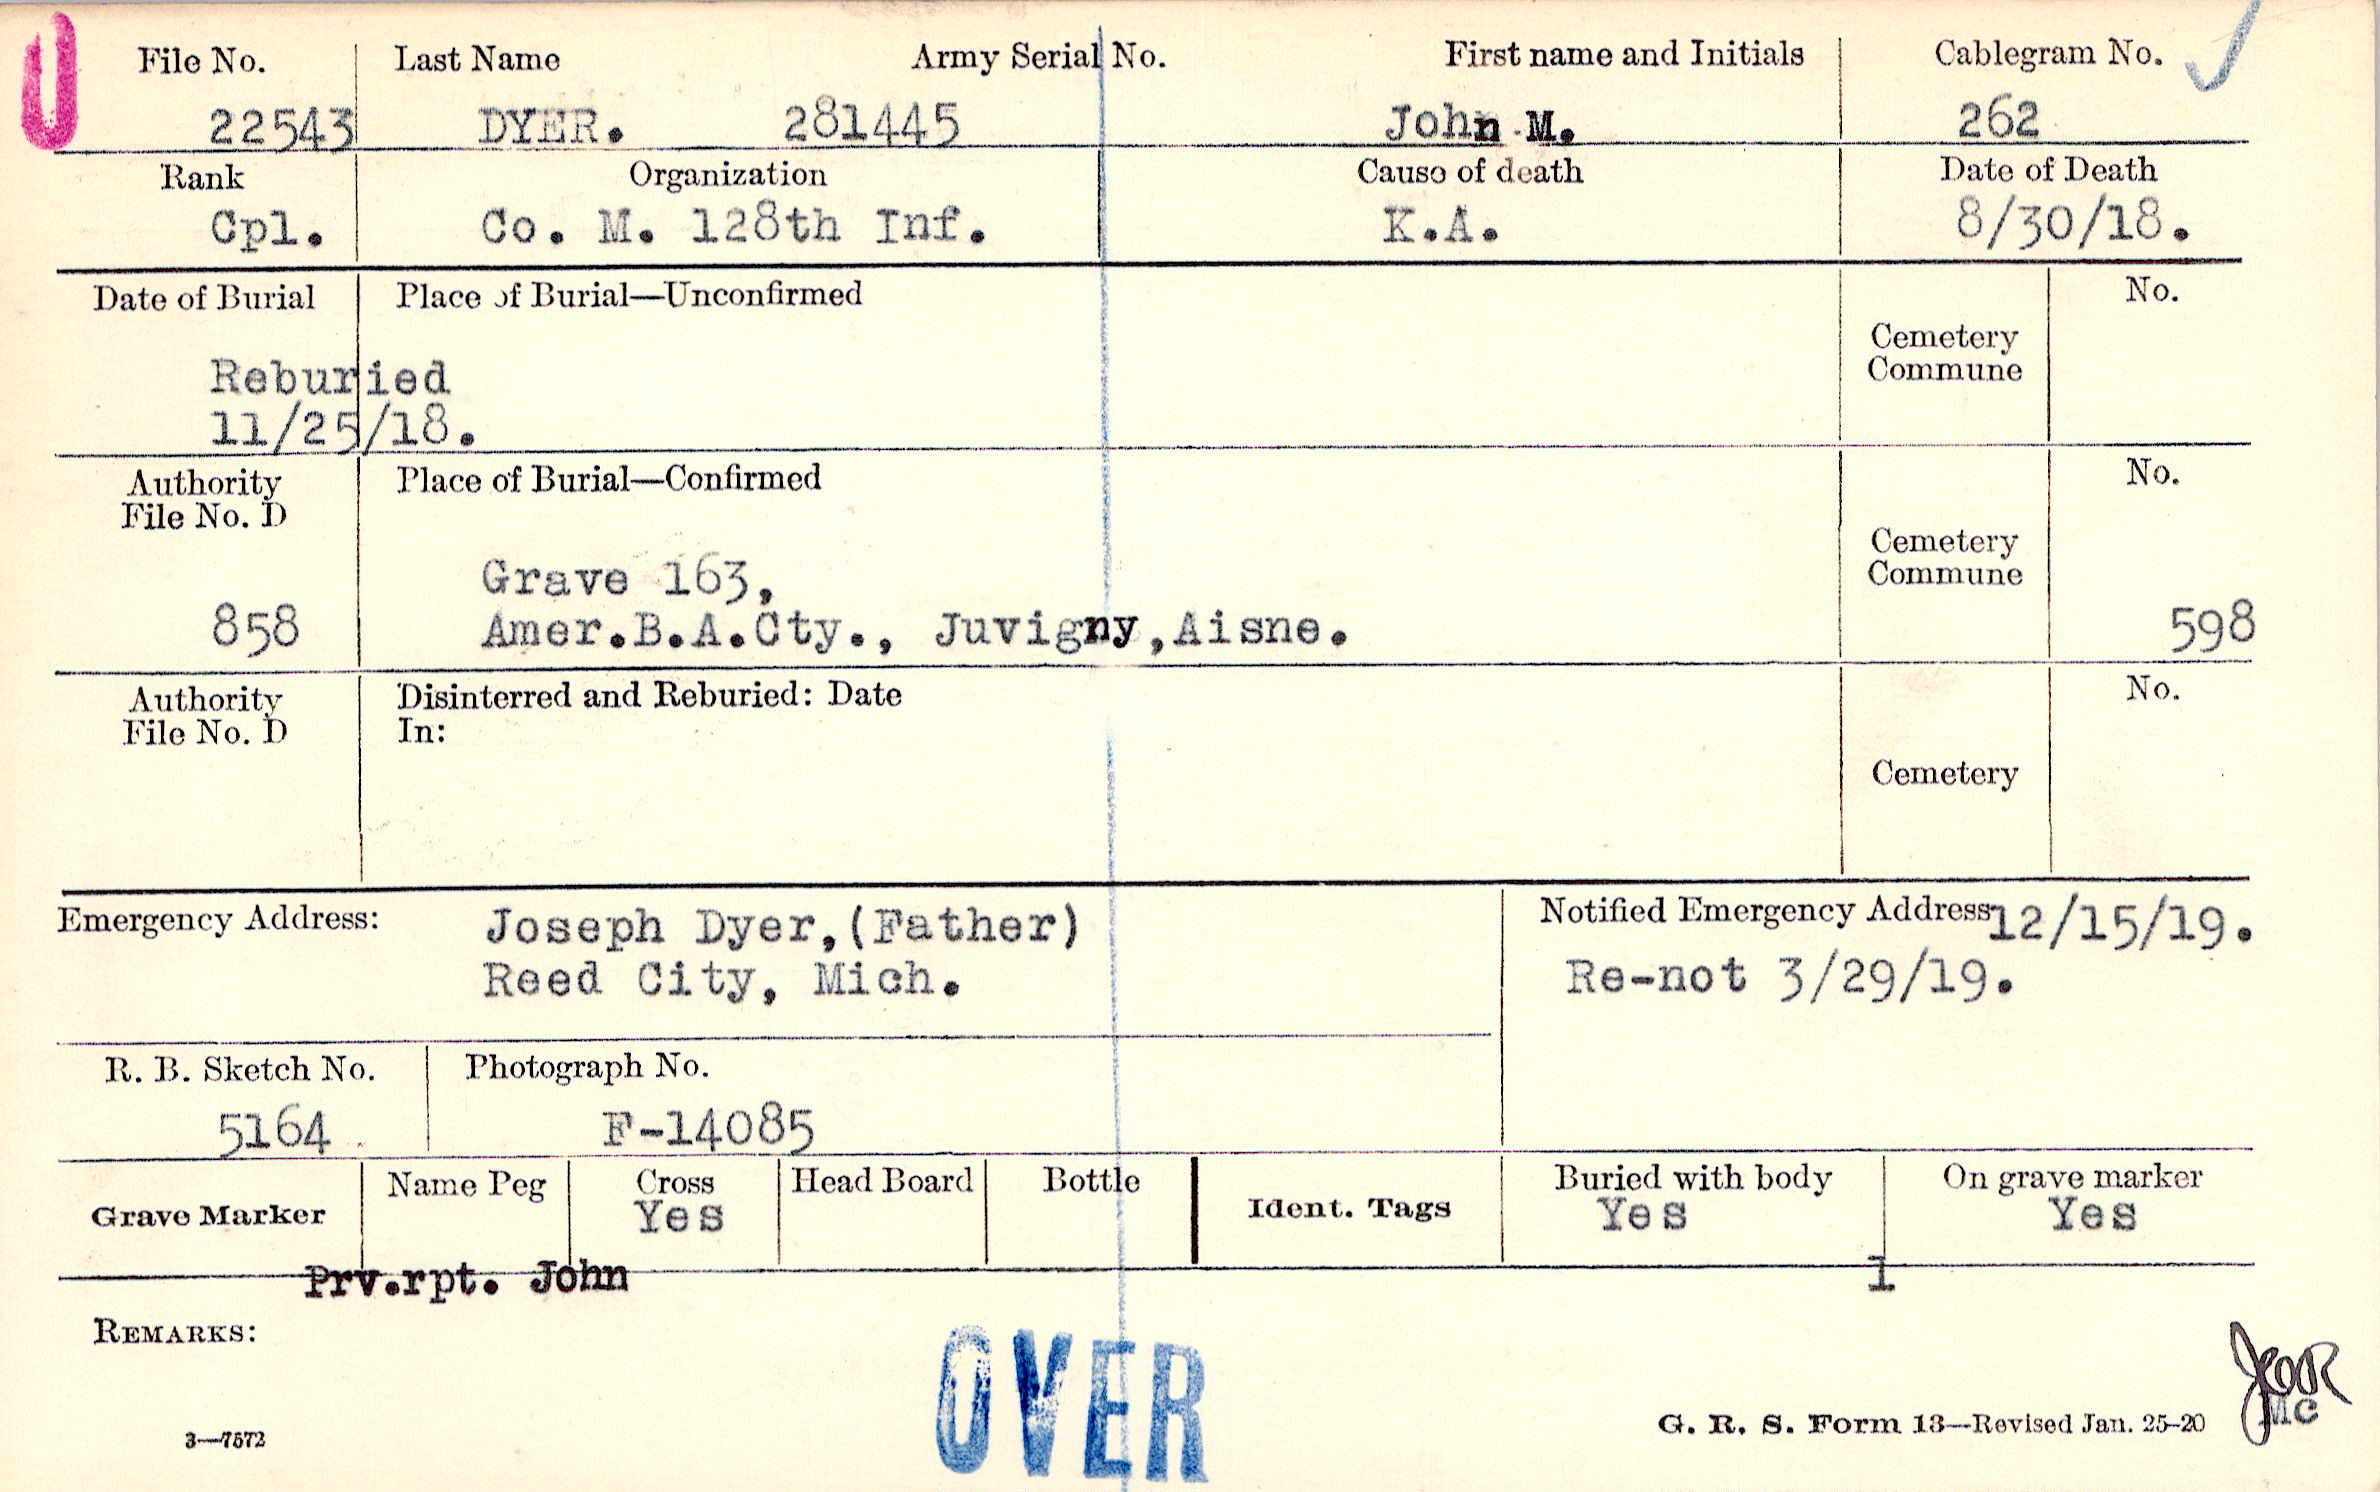 File No. Last Name Army Serial No. First name and Initials Cablegram No.
22543 DYER. 281445 John M. 262
Rank Organization Cause of death Date of Death
Cpl. Co. M. 128th Inf. K.A. 8/30/18.
Date of Burial Place of Burial—Unconfirmed No.
Cemetery
Commune
Reburied
11/25/18.
Authority Place of Burial—Confirmed No.
File No. D
Cemetery
Commune
Grave 163,
858 Amer.B.A.Cty., Juvigny,Aisne. 598
Authority Disinterred and Reburied: Date No.
File No. D In:
Cemetery
Emergency Address: Joseph Dyer,(Father) Notified Emergency Address 12/15/19.
Reed City, Mich. Re-not 3/29/19.
R. B. Sketch No. Photograph No.
5164 F-14085
Grave Marker Name Peg Cross Head Board Bottle Ident. Tags Buried with body On grave marker
Yes Yes Yes
Prv.rpt. John 1
REMARKS:
OVER
MC
3—7572 G. R. S. Form 13—Revised Jan. 25-20